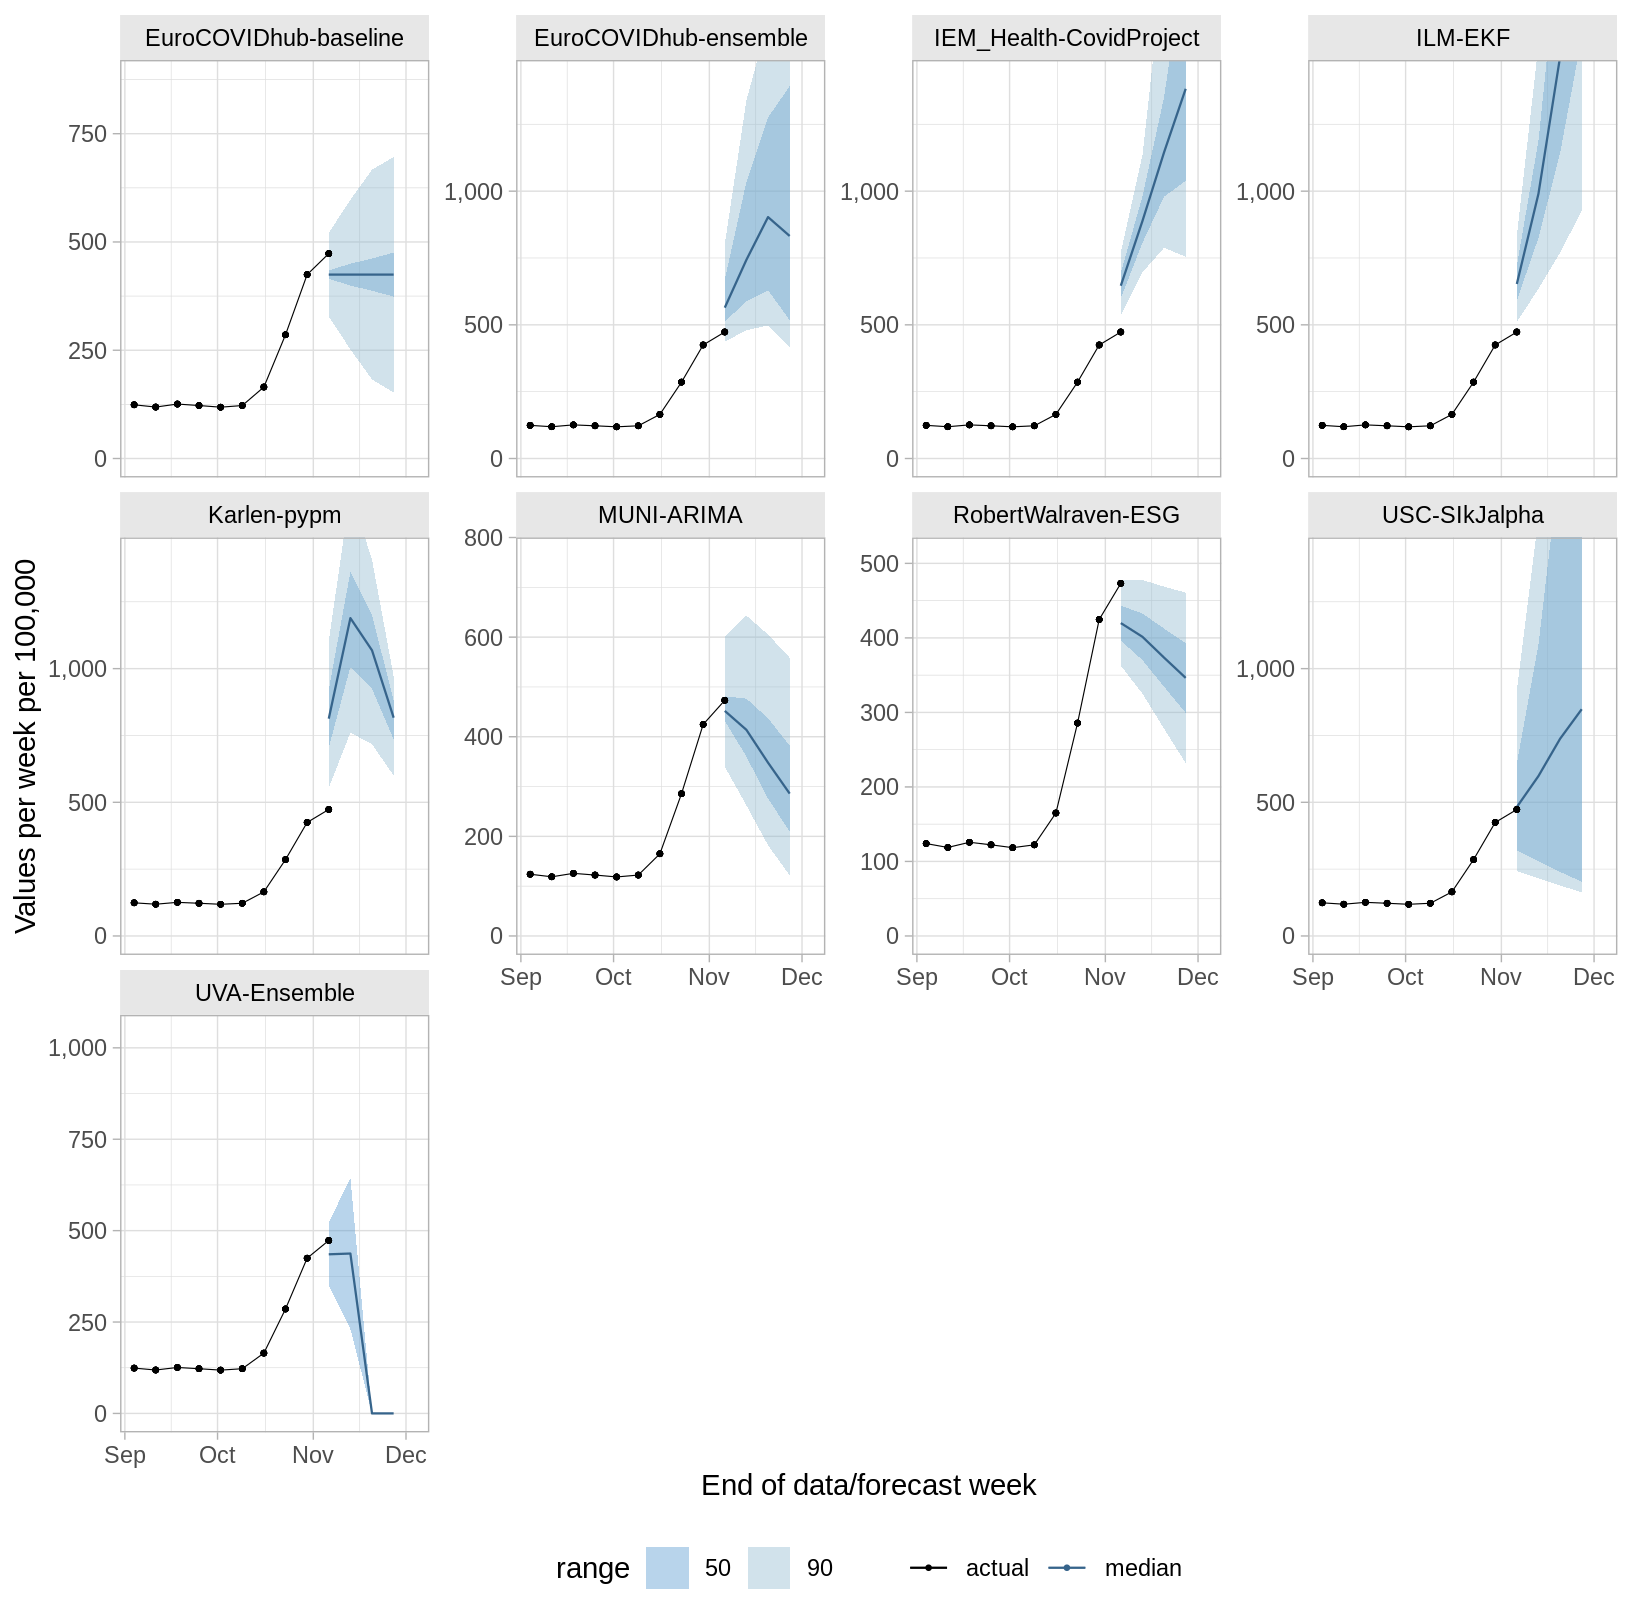 EuroCOVIDhub-baseline
EuroCOVIDhub-ensemble
IEM_Health-CovidProject
ILM-EKF
750
500
250
0
1,000
500
0
1,000
500
0
1,000
500
0
Karlen-pypm
MUNI-ARIMA
RobertWalraven-ESG
USC-SIkJalpha
1,000
500
0
800
600
400
200
0
500
400
300
200
100
0
1,000
500
0
Sep Oct Nov Dec
Sep Oct Nov Dec
Sep Oct Nov Dec
UVA-Ensemble
1,000
750
500
250
0
Sep Oct Nov Dec
Values per week per 100,000
End of data/forecast week
range 50 90 actual median